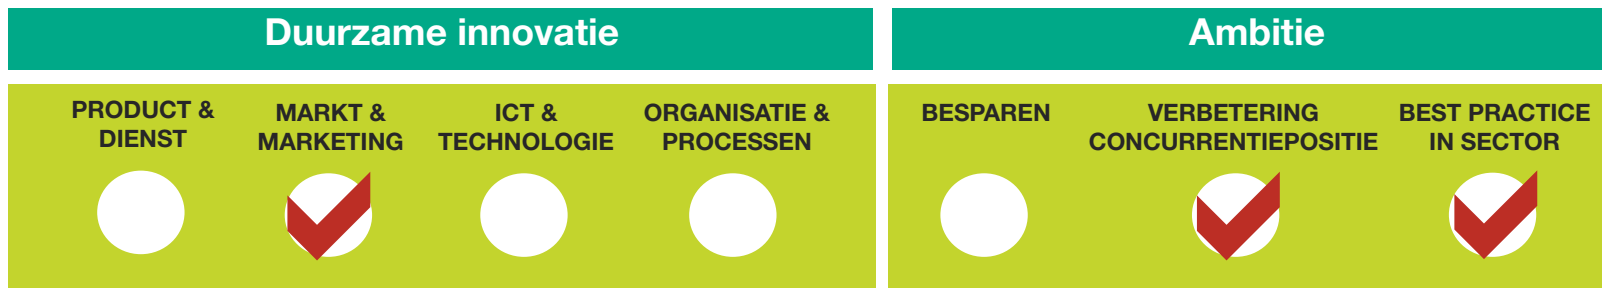 Duurzame innovatie
Ambitie
PRODUCT &
DIENST
MARKT &
MARKETING
ICT &
TECHNOLOGIE
ORGANISATIE &
PROCESSEN
BESPAREN
VERBETERING
CONCURRENTIEPOSITIE
BEST PRACTICE
IN SECTOR